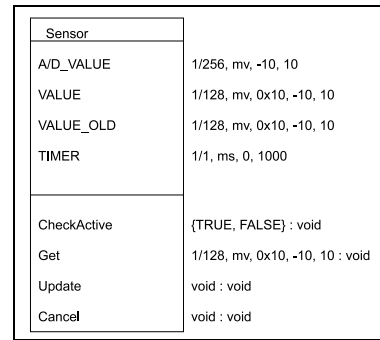 Sensor
A/D_VALUE 1/256, mv, -10, 10
VALUE 1/128, mv, 0x10, -10, 10
VALUE_OLD 1/128, mv, 0x10, -10, 10
TIMER 1/1, ms, 0, 1000
CheckActive {TRUE, FALSE} : void
Get 1/128, mv, 0x10, -10, 10 : void
Update void : void
Cancel void : void